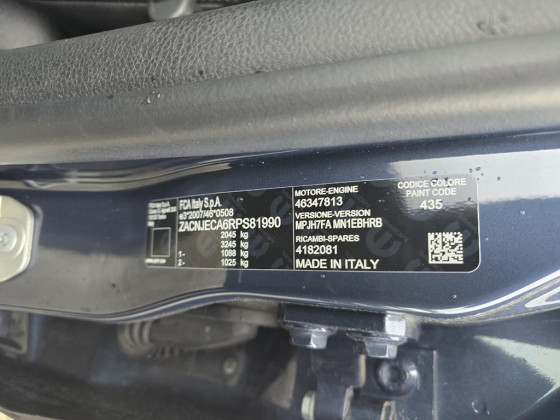 FCA Italy S.p.A.
e3*2007/46*0508
ZACNJECA6RPS81990
2045 kg
3245 kg
1- 1088 kg
2- 1025 kg
MOTORE-ENGINE
46347813
VERSIONE-VERSION
MPJH7FA MN1EBHRB
RICAMBI-SPARES
4182081
MADE IN ITALY
CODICE COLORE
PAINT CODE
435